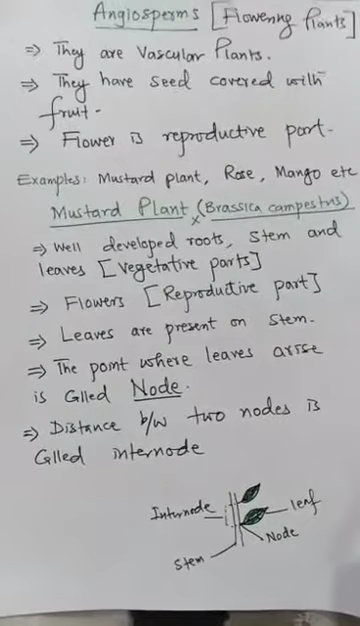 Angiosperms [Flowering Plants]
⇒ They are Vascular Plants.
⇒ They have seed covered with
fruit.
⇒ Flower is reproductive part.
Examples: Mustard plant, Rose, Mango etc
Mustard Plant (Brassica campestris)
⇒ Well developed roots, stem and
leaves [Vegetative parts]
⇒ Flowers [Reproductive part]
⇒ Leaves are present on stem.
⇒ The point where leaves arise
is Called Node.
⇒ Distance b/w two nodes is
Called internode
Internode
leaf
Node
Stem